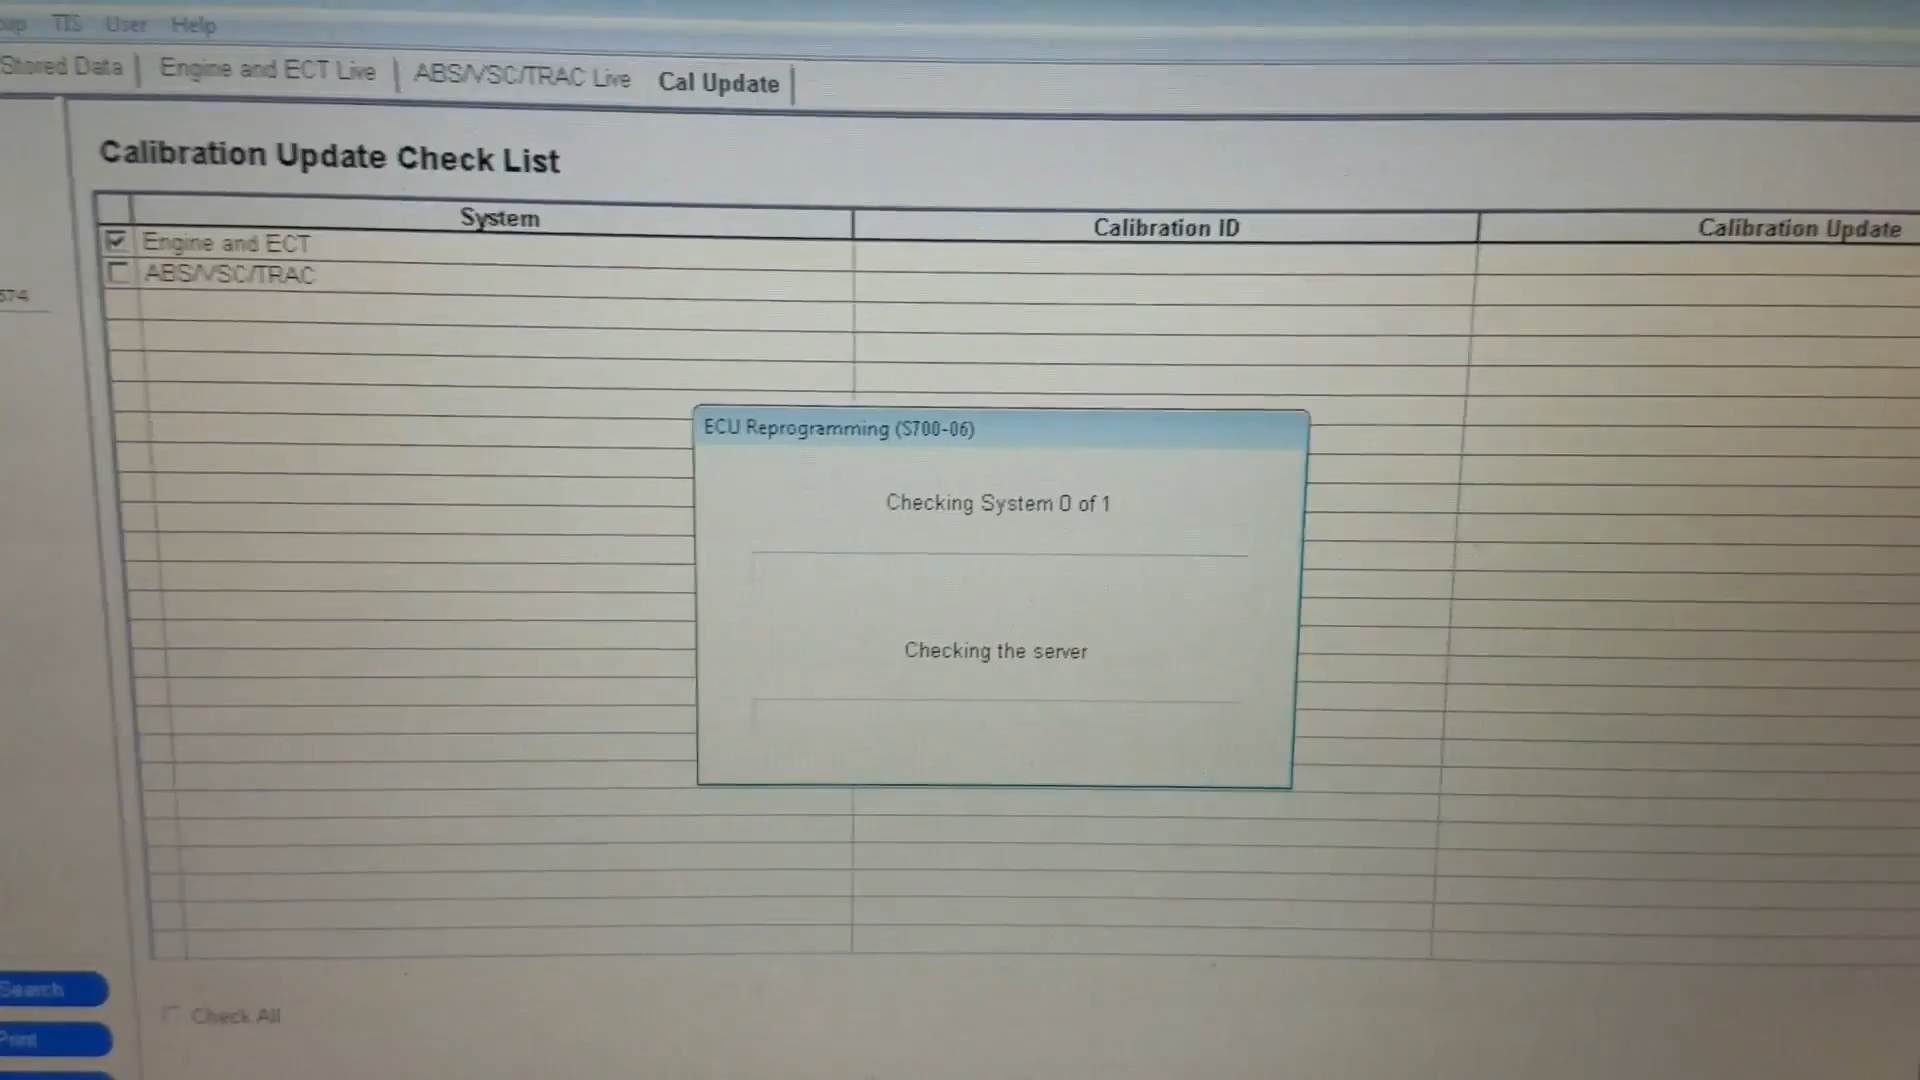 TIS User Help
Stored Data Engine and ECT Live ABS/VSC/TRAC Live Cal Update
Calibration Update Check List
System Calibration ID Calibration Update
Engine and ECT
ABS/VSC/TRAC
574
ECU Reprogramming (S700-06)
Checking System 0 of 1
Checking the server
Search
Check All
Print